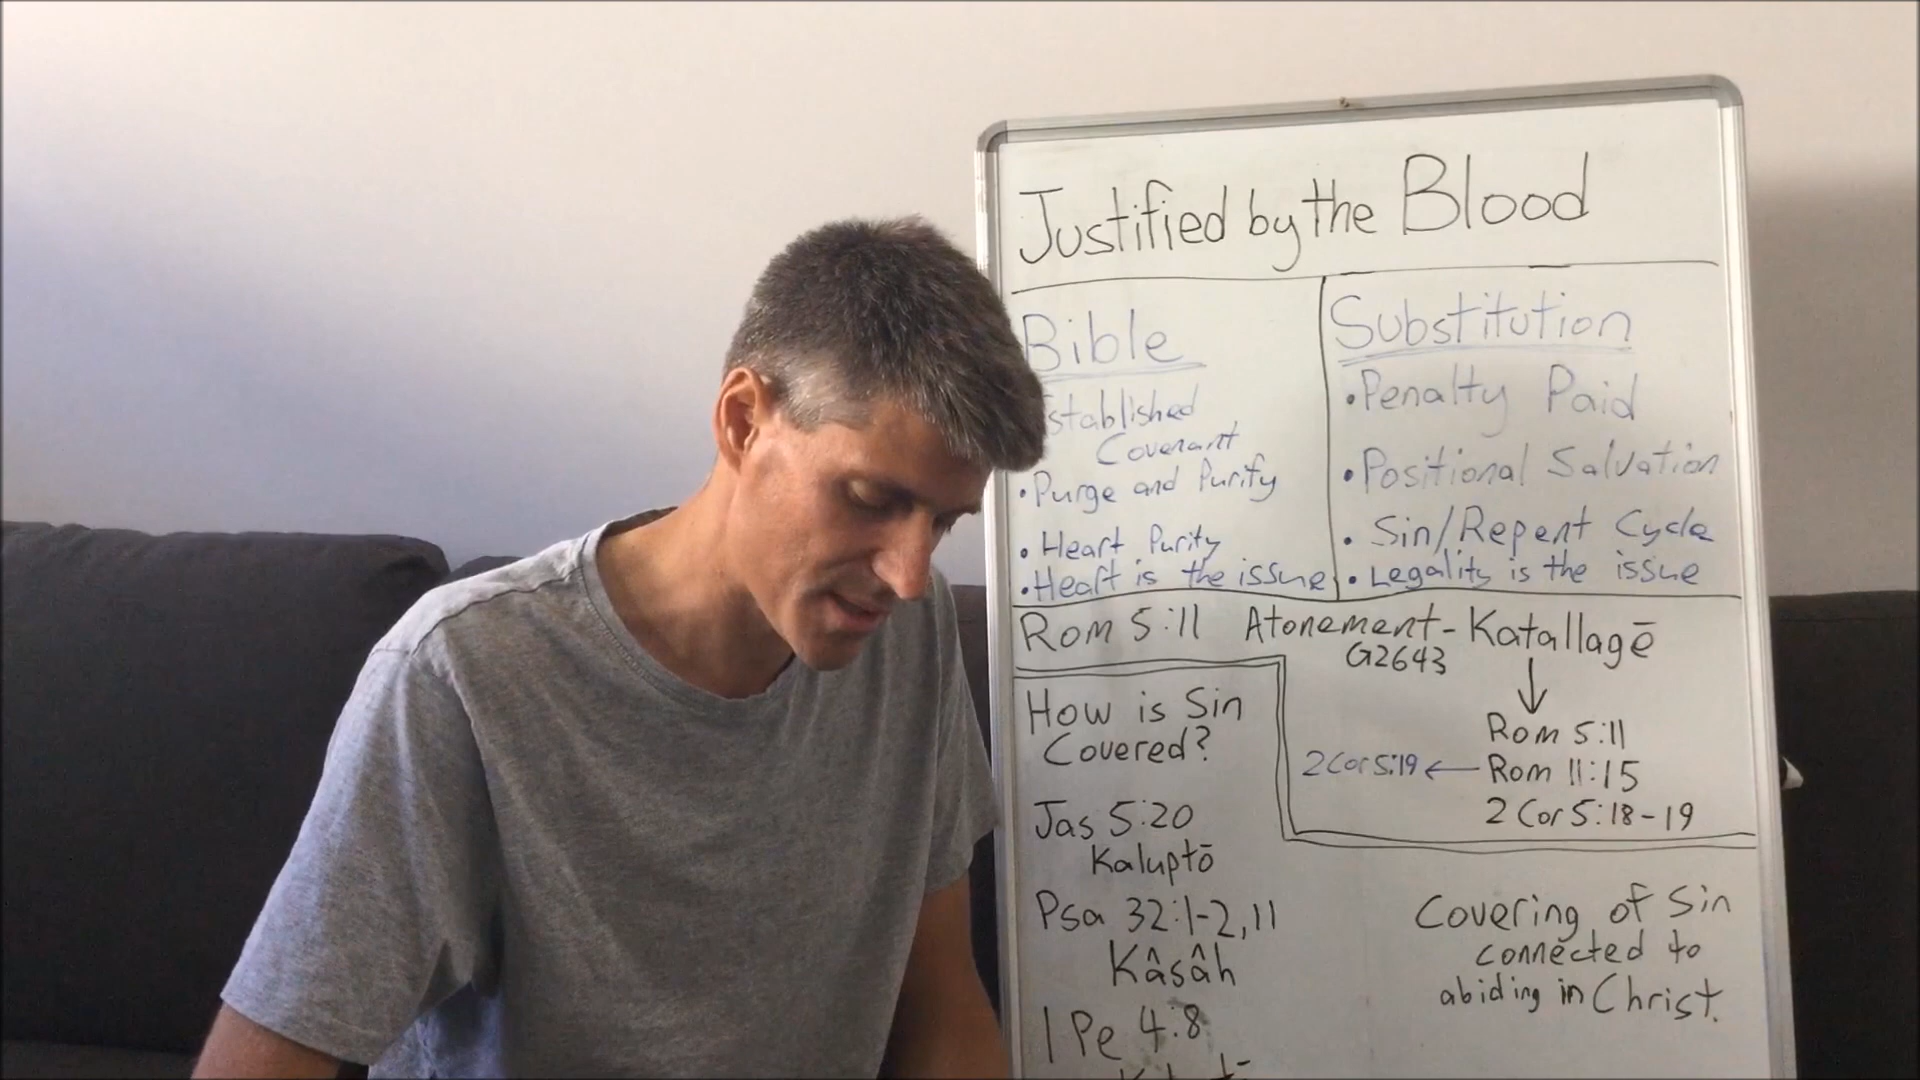 Justified by the Blood
Bible
stablished
Covenant
• Purge and Purify
• Heart Purity
• Heart is the issue
Substitution
• Penalty Paid
• Positional Salvation
• Sin/Repent Cycle
• Legality is the issue
Rom 5:11 Atonement - Katallagē
G2643
Rom 5:11
2 Cor 5:19 ← Rom 11:15
2 Cor 5:18-19
How is Sin
Covered?
Jas 5:20
Kaluptō
Psa 32:1-2,11
Kâsâh
1 Pe 4:8
Covering of Sin
connected to
abiding in Christ.